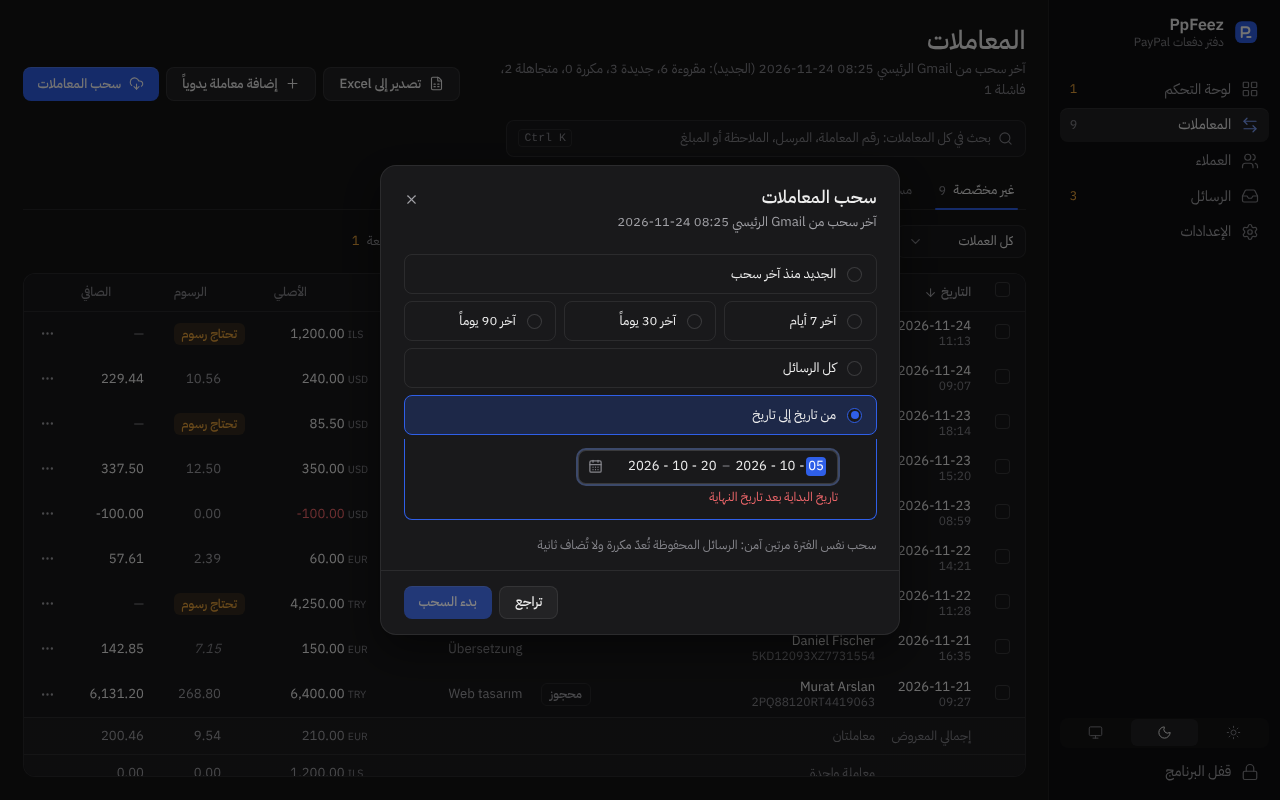 PpFeez
دفتر دفعات PayPal
لوحة التحكم 1
المعاملات 9
العملاء
الرسائل 3
الإعدادات
قفل البرنامج
المعاملات
آخر سحب من Gmail الرئيسي 08:25 24-11-2026 (الجديد): مقروءة 6، جديدة 3، مكررة 0، متجاهلة 2،
فاشلة 1
تصدير إلى Excel
إضافة معاملة يدوياً
سحب المعاملات
بحث في كل المعاملات: رقم المعاملة، المرسل، الملاحظة أو المبلغ
Ctrl K
غير مخصّصة 9
كل العملات
1
سحب المعاملات
آخر سحب من Gmail الرئيسي 2026-11-24 08:25
الجديد منذ آخر سحب
آخر 7 أيام
آخر 30 يوماً
آخر 90 يوماً
كل الرسائل
من تاريخ إلى تاريخ
2026 - 10 - 20 – 2026 - 10 - 05
تاريخ البداية بعد تاريخ النهاية
سحب نفس الفترة مرتين آمن: الرسائل المحفوظة تُعدّ مكررة ولا تُضاف ثانية
تراجع
بدء السحب
التاريخ الأصلي الرسوم الصافي
2026-11-24 1,200.00 ILS تحتاج رسوم —
11:13
2026-11-24 240.00 USD 10.56 229.44
09:07
2026-11-23 85.50 USD تحتاج رسوم —
18:14
2026-11-23 350.00 USD 12.50 337.50
15:20
2026-11-23 -100.00 USD 0.00 -100.00
08:59
2026-11-22 60.00 EUR 2.39 57.61
14:21
2026-11-22 4,250.00 TRY تحتاج رسوم —
11:28
2026-11-21 Daniel Fischer Übersetzung 150.00 EUR 7.15 142.85
16:35 5KD12093XZ7731554
2026-11-21 Murat Arslan محجوز Web tasarım 6,400.00 TRY 268.80 6,131.20
09:27 2PQ88120RT4419063
إجمالي المعروض معاملتان 210.00 EUR 9.54 200.46
معاملة واحدة 1,200.00 ILS 0.00 0.00